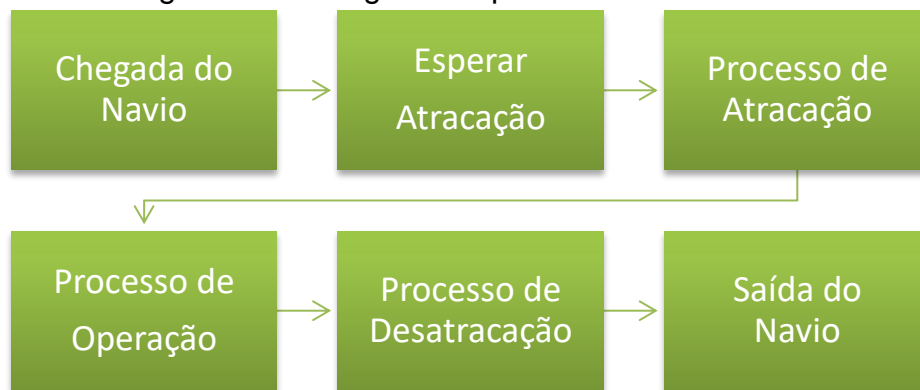 Chegada do
Navio
Esperar
Atracação
Processo de
Atracação
Processo de
Operação
Processo de
Desatracação
Saída do
Navio